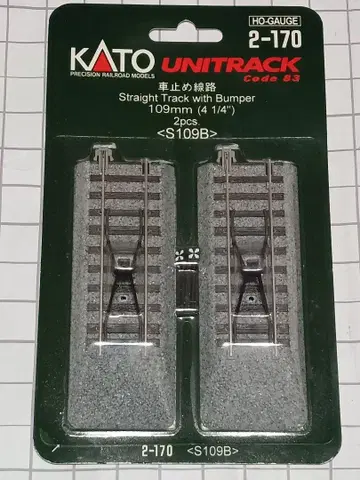 HO-GAUGE
2-170
KATO
PRECISION RAILROAD MODELS
UNITRACK
Code 83
車止め線路
Straight Track with Bumper
109mm (4 1/4")
2pcs.
<S109B>
2-170 <S109B>